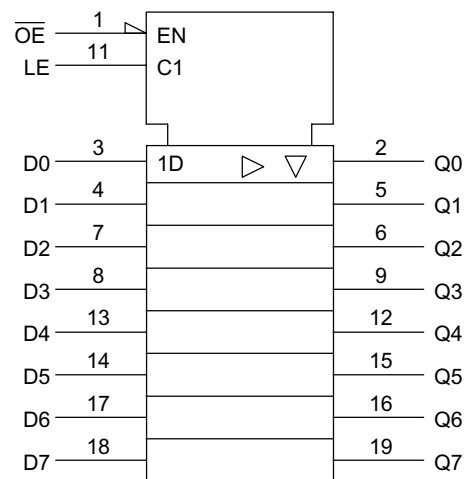 O̅E̅ 1 EN
LE 11 C1
D0 3 1D 2 Q0
D1 4 5 Q1
D2 7 6 Q2
D3 8 9 Q3
D4 13 12 Q4
D5 14 15 Q5
D6 17 16 Q6
D7 18 19 Q7